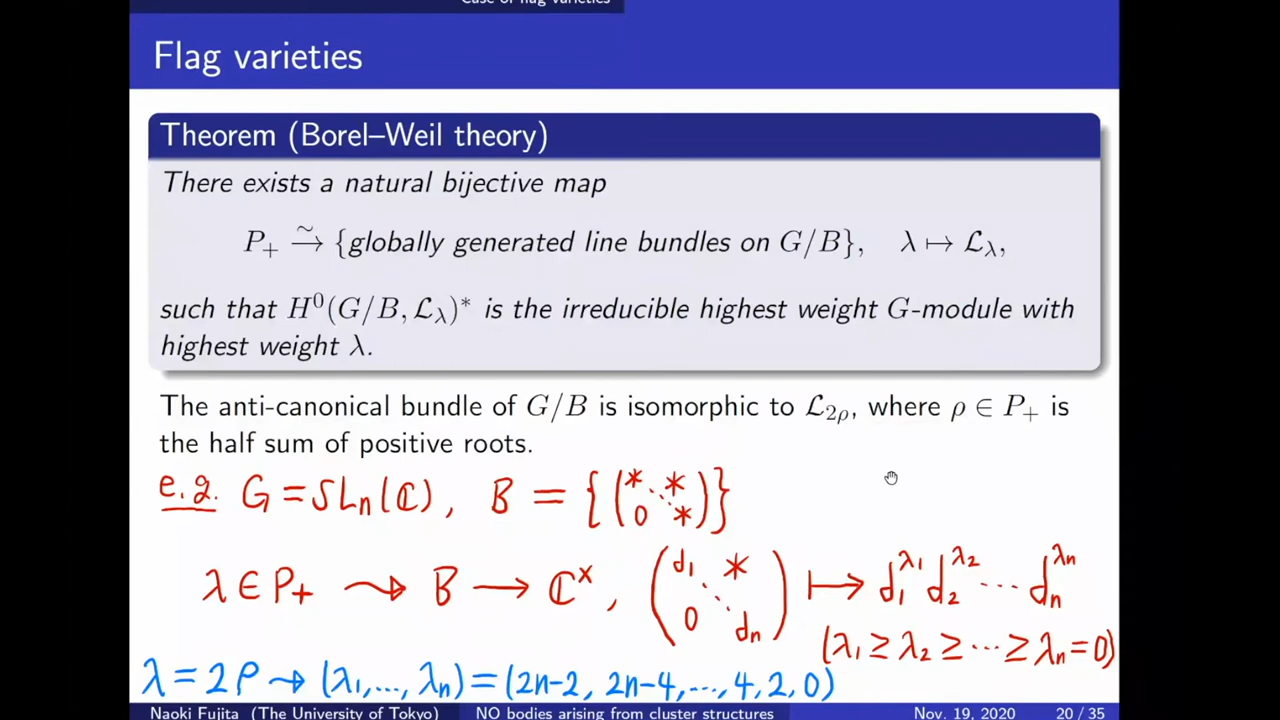 Case of flag varieties
Flag varieties
Theorem (Borel–Weil theory)
There exists a natural bijective map
P₊ ⥲ {globally generated line bundles on G/B}, λ ↦ ℒ_λ,
such that H⁰(G/B, ℒ_λ)* is the irreducible highest weight G-module with
highest weight λ.
The anti-canonical bundle of G/B is isomorphic to ℒ_{2ρ}, where ρ ∈ P₊ is
the half sum of positive roots.
e.g. G = SLₙ(ℂ), B = { ( * ⋱ * 0 * ) }
λ ∈ P₊ ⇝ B → ℂ^×, ( d₁ * ⋱ 0 dₙ ) ↦ d₁^{λ₁} d₂^{λ₂} ⋯ dₙ^{λₙ}
(λ₁ ≥ λ₂ ≥ ⋯ ≥ λₙ = 0)
λ = 2ρ ⇝ (λ₁, ..., λₙ) = (2n-2, 2n-4, ..., 4, 2, 0)
Naoki Fujita (The University of Tokyo) NO bodies arising from cluster structures Nov. 19, 2020 20 / 35